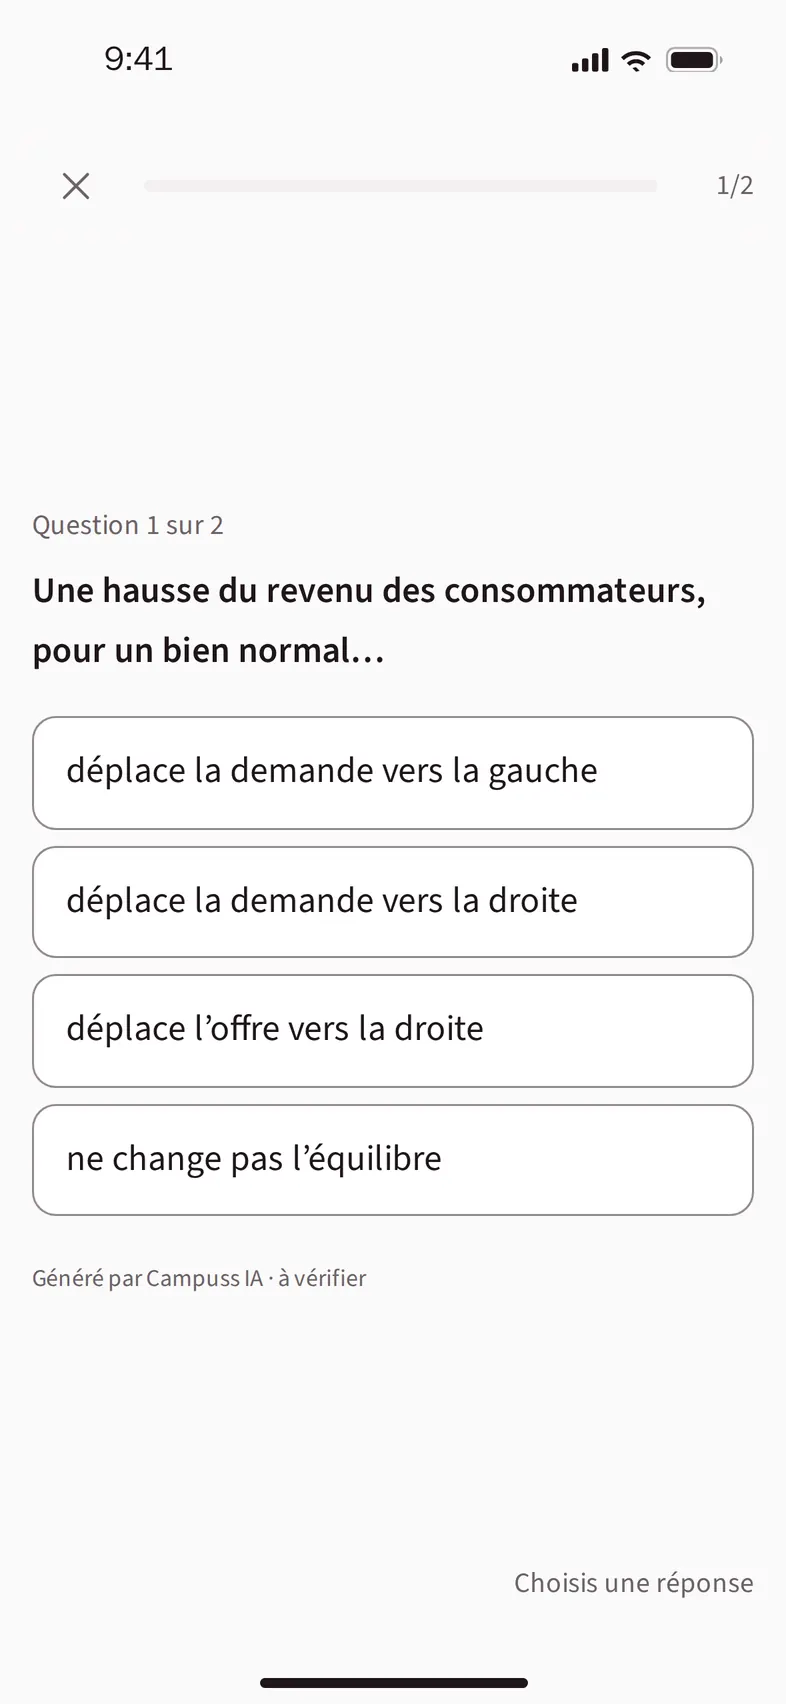 9:41
1/2
Question 1 sur 2
Une hausse du revenu des consommateurs,
pour un bien normal…
déplace la demande vers la gauche
déplace la demande vers la droite
déplace l’offre vers la droite
ne change pas l’équilibre
Généré par Campuss IA · à vérifier
Choisis une réponse